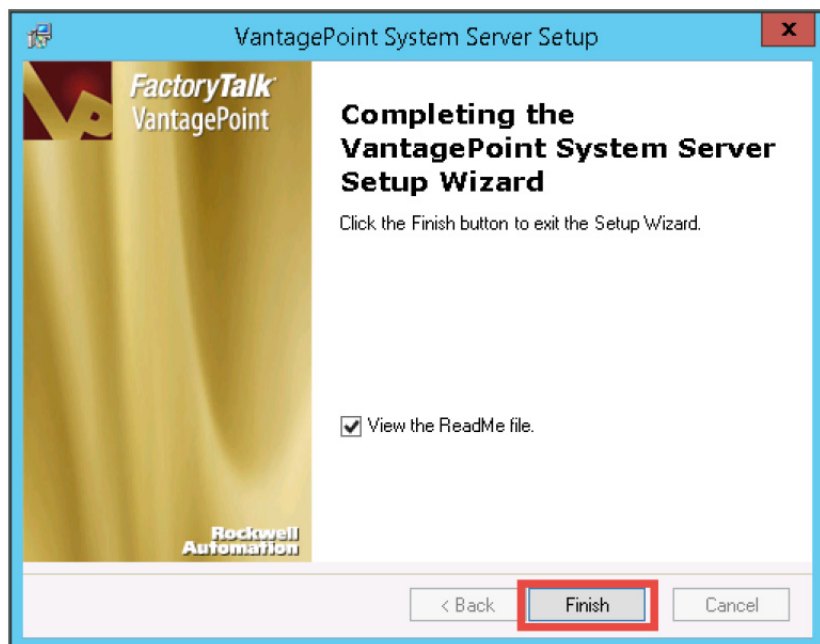 VantagePoint System Server Setup
x
FactoryTalk
VantagePoint
Completing the
VantagePoint System Server
Setup Wizard
Click the Finish button to exit the Setup Wizard.
View the ReadMe file.
Rockwell
Automation
< Back
Finish
Cancel